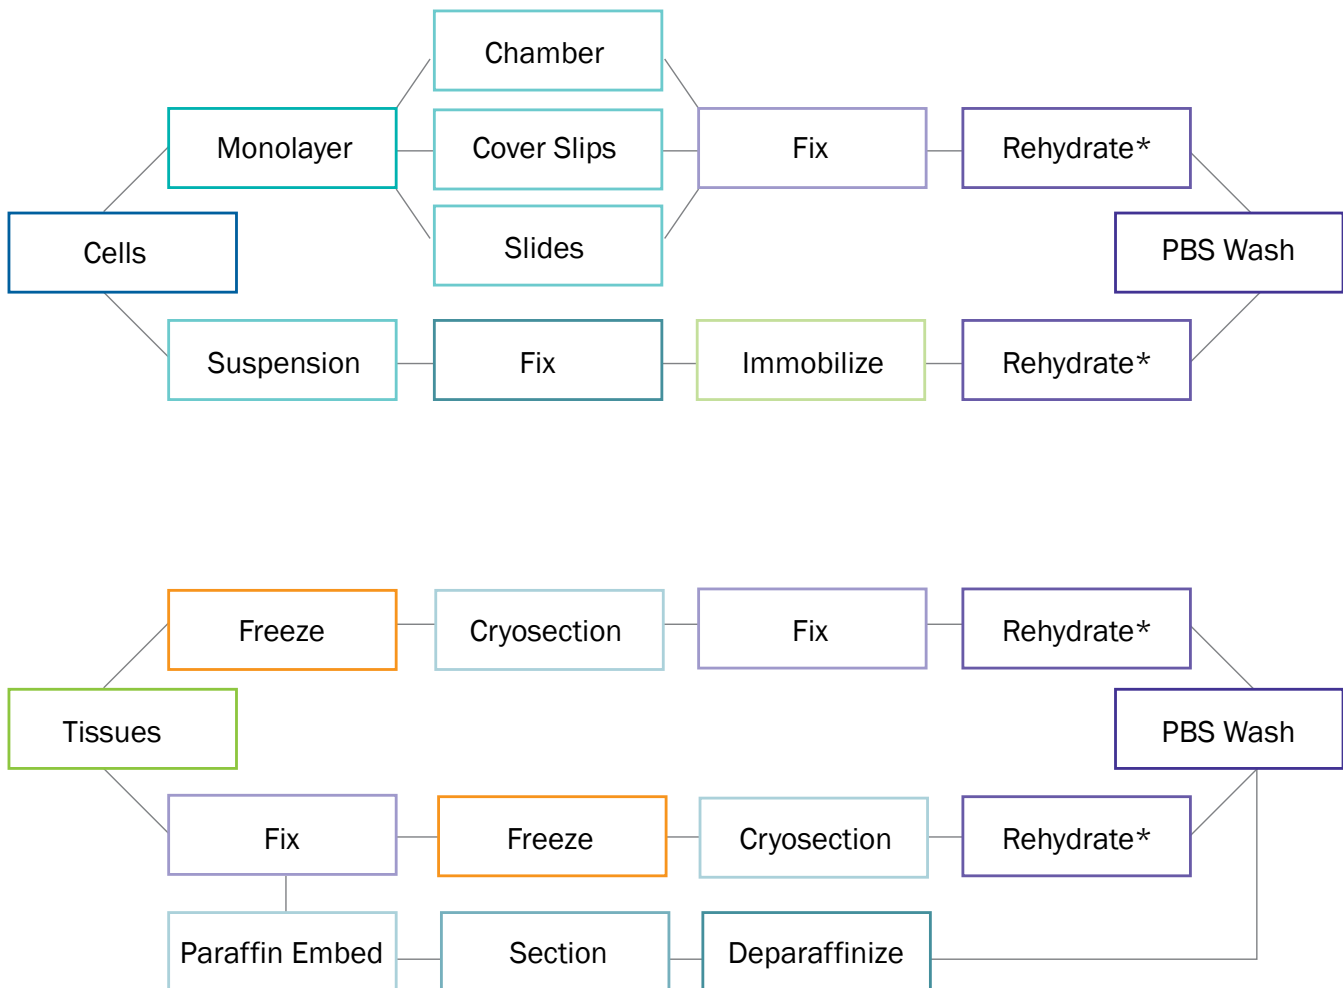 Chamber
Monolayer
Cover Slips
Fix
Rehydrate*
Slides
Cells
PBS Wash
Suspension
Fix
Immobilize
Rehydrate*
Freeze
Cryosection
Fix
Rehydrate*
Tissues
PBS Wash
Fix
Freeze
Cryosection
Rehydrate*
Paraffin Embed
Section
Deparaffinize